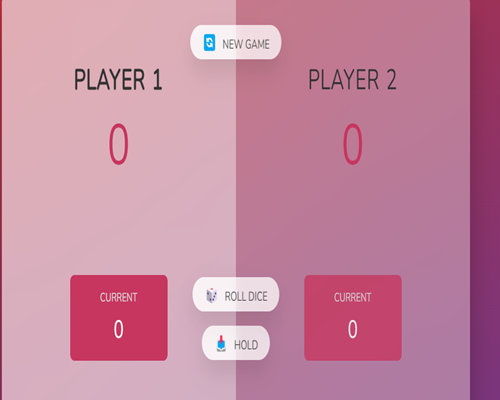 NEW GAME
PLAYER 1
PLAYER 2
0
0
CURRENT
0
ROLL DICE
HOLD
CURRENT
0